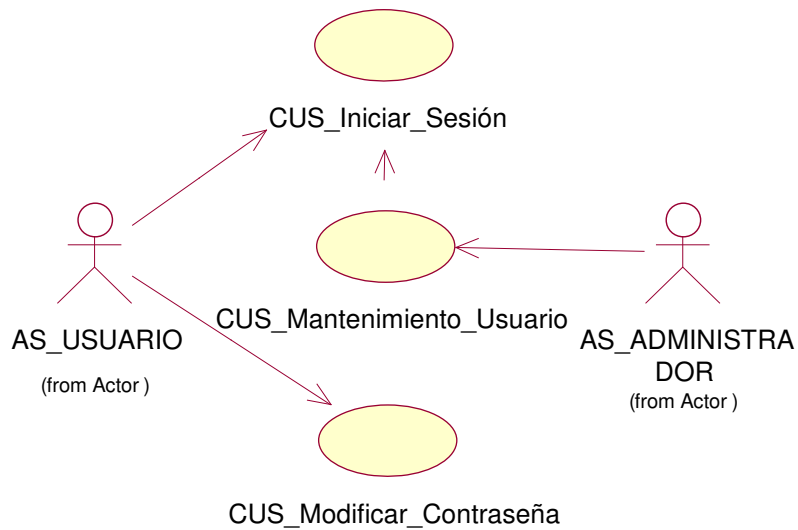 CUS_Iniciar_Sesión
CUS_Mantenimiento_Usuario
AS_USUARIO
(from Actor )
AS_ADMINISTRA
DOR
(from Actor )
CUS_Modificar_Contraseña